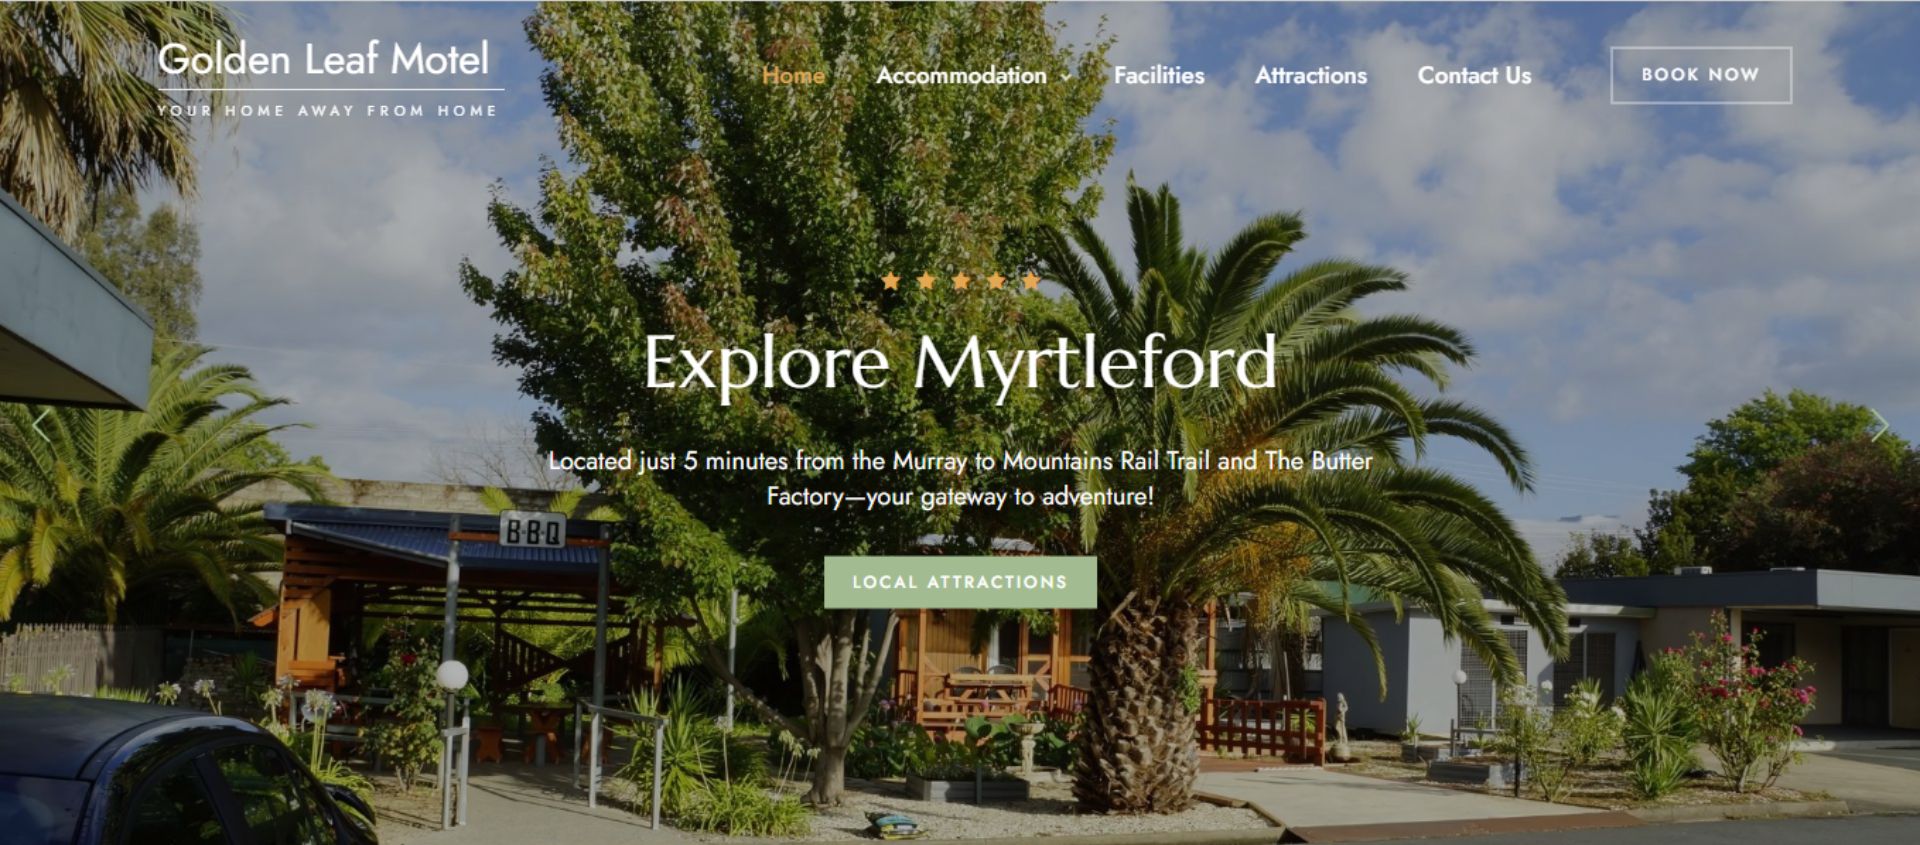 Golden Leaf Motel
YOUR HOME AWAY FROM HOME
Home Accommodation Facilities Attractions Contact Us BOOK NOW
Explore Myrtleford
Located just 5 minutes from the Murray to Mountains Rail Trail and The Butter
Factory—your gateway to adventure!
B·B·Q
LOCAL ATTRACTIONS